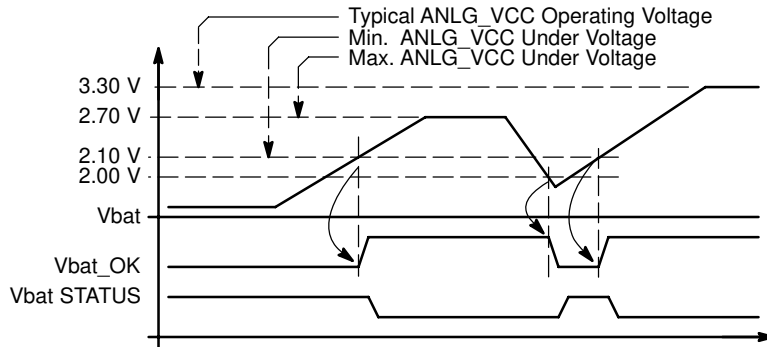 Typical ANLG_VCC Operating Voltage
Min. ANLG_VCC Under Voltage
Max. ANLG_VCC Under Voltage
3.30 V
2.70 V
2.10 V
2.00 V
Vbat
Vbat_OK
Vbat STATUS